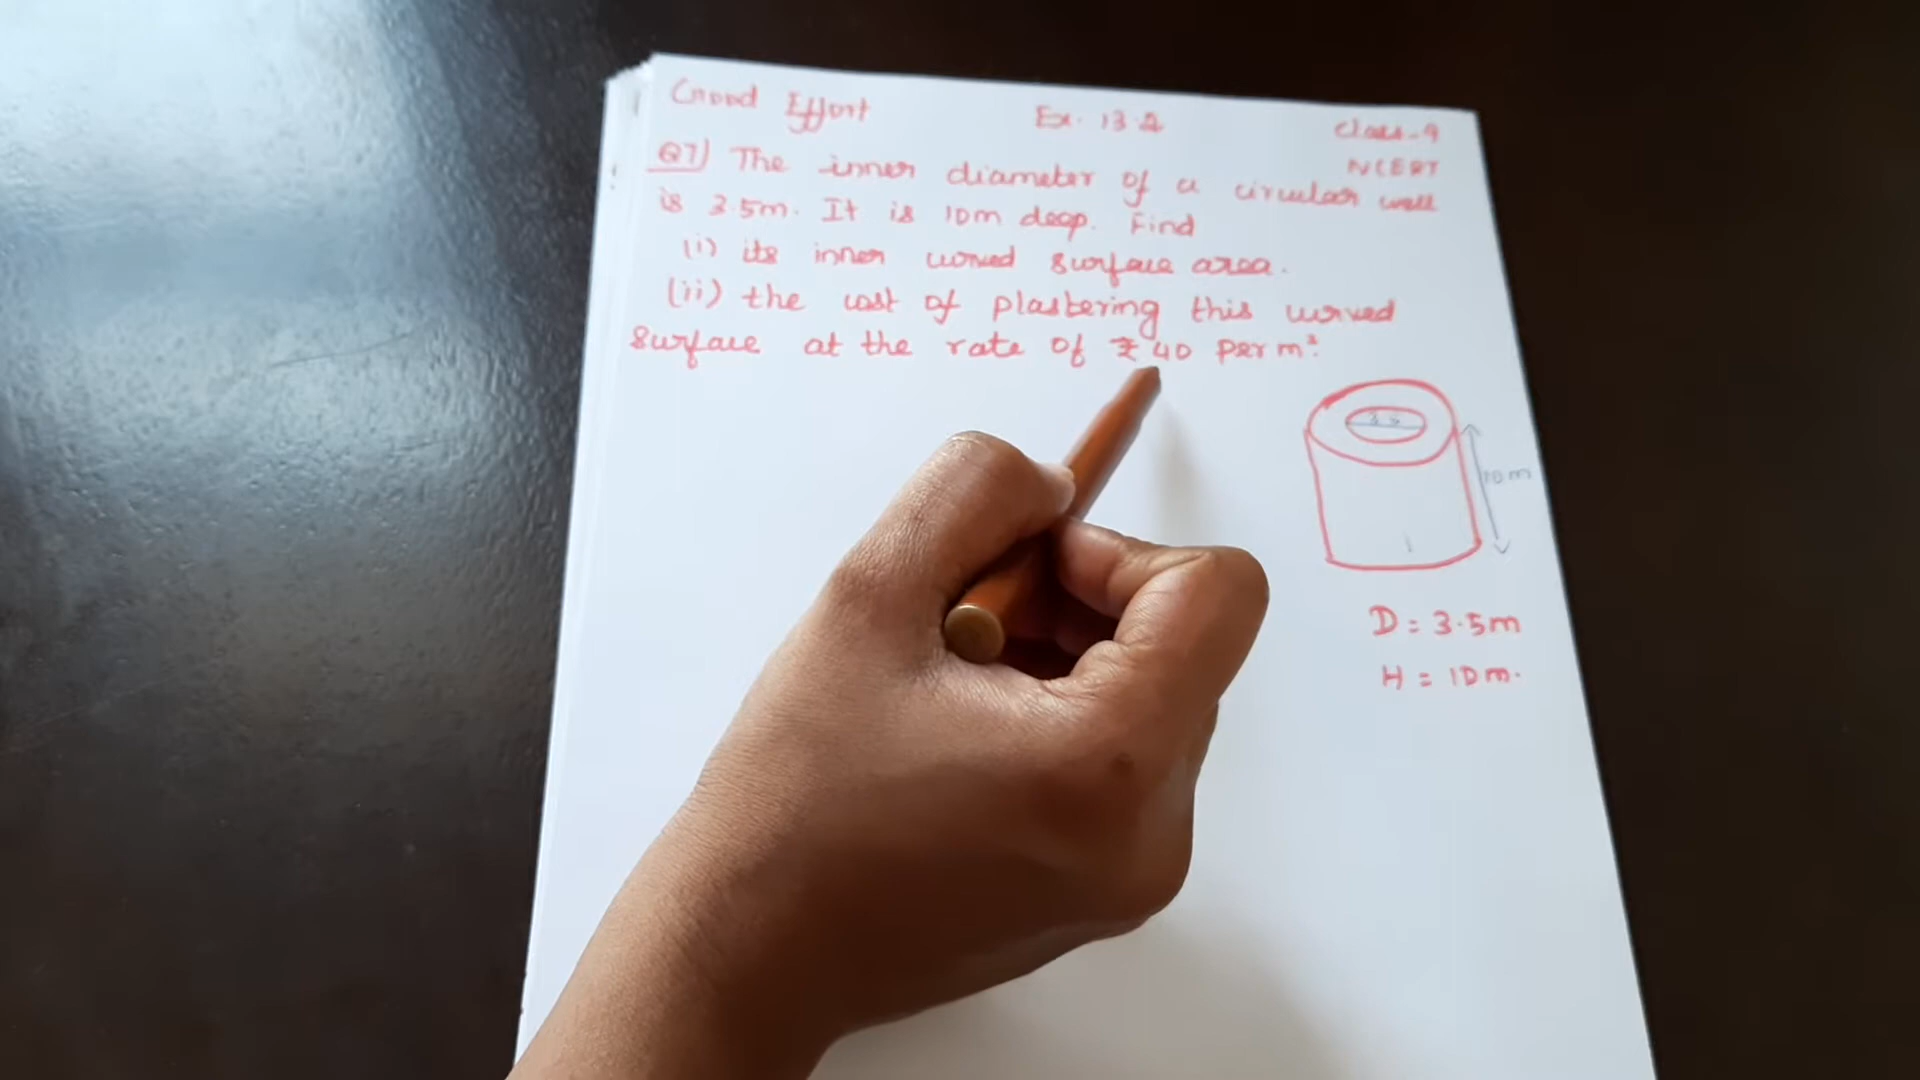 Good Effort Ex. 13.2 Class-9
NCERT
Q7) The inner diameter of a circular well
is 3.5m. It is 10m deep. Find
(i) its inner curved surface area.
(ii) the cost of plastering this curved
surface at the rate of ₹ 40 per m².
3.5
10 m
D = 3.5m
H = 10m.